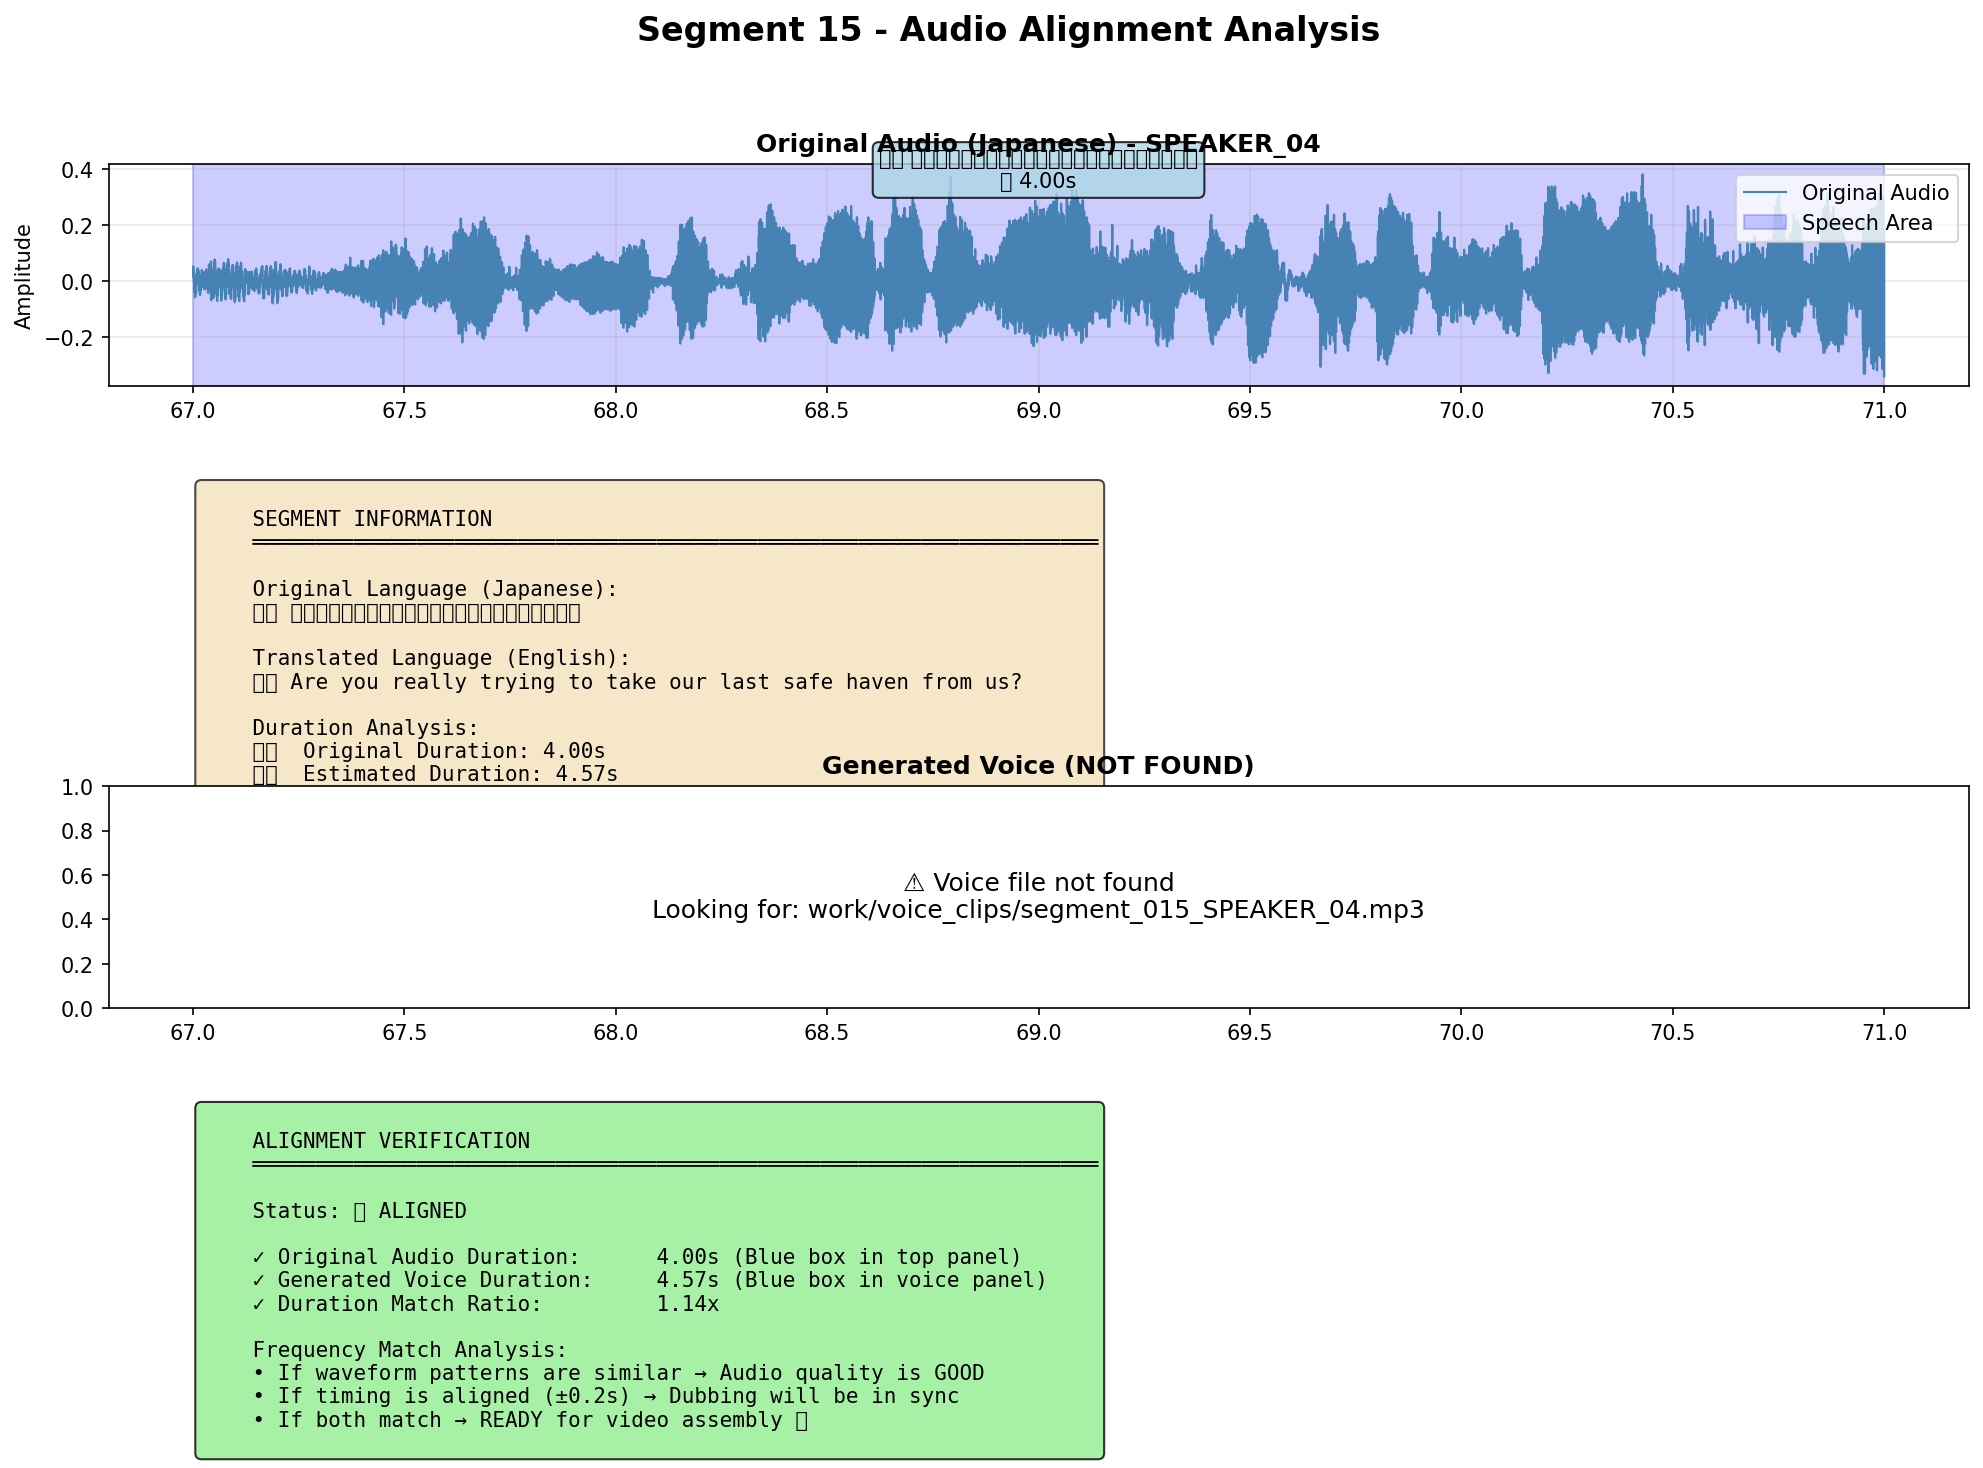 Segment 15 - Audio Alignment Analysis
Original Audio (Japanese) - SPEAKER_04
4.00s
Original Audio
Speech Area
Amplitude
0.4
0.2
0.0
−0.2
67.0 67.5 68.0 68.5 69.0 69.5 70.0 70.5 71.0
SEGMENT INFORMATION
Original Language (Japanese):
Translated Language (English):
Are you really trying to take our last safe haven from us?
Duration Analysis:
Original Duration: 4.00s
Estimated Duration: 4.57s
Generated Voice (NOT FOUND)
1.0
0.8
0.6
0.4
0.2
0.0
⚠ Voice file not found
Looking for: work/voice_clips/segment_015_SPEAKER_04.mp3
67.0 67.5 68.0 68.5 69.0 69.5 70.0 70.5 71.0
ALIGNMENT VERIFICATION
Status: ALIGNED
✓ Original Audio Duration: 4.00s (Blue box in top panel)
✓ Generated Voice Duration: 4.57s (Blue box in voice panel)
✓ Duration Match Ratio: 1.14x
Frequency Match Analysis:
• If waveform patterns are similar → Audio quality is GOOD
• If timing is aligned (±0.2s) → Dubbing will be in sync
• If both match → READY for video assembly